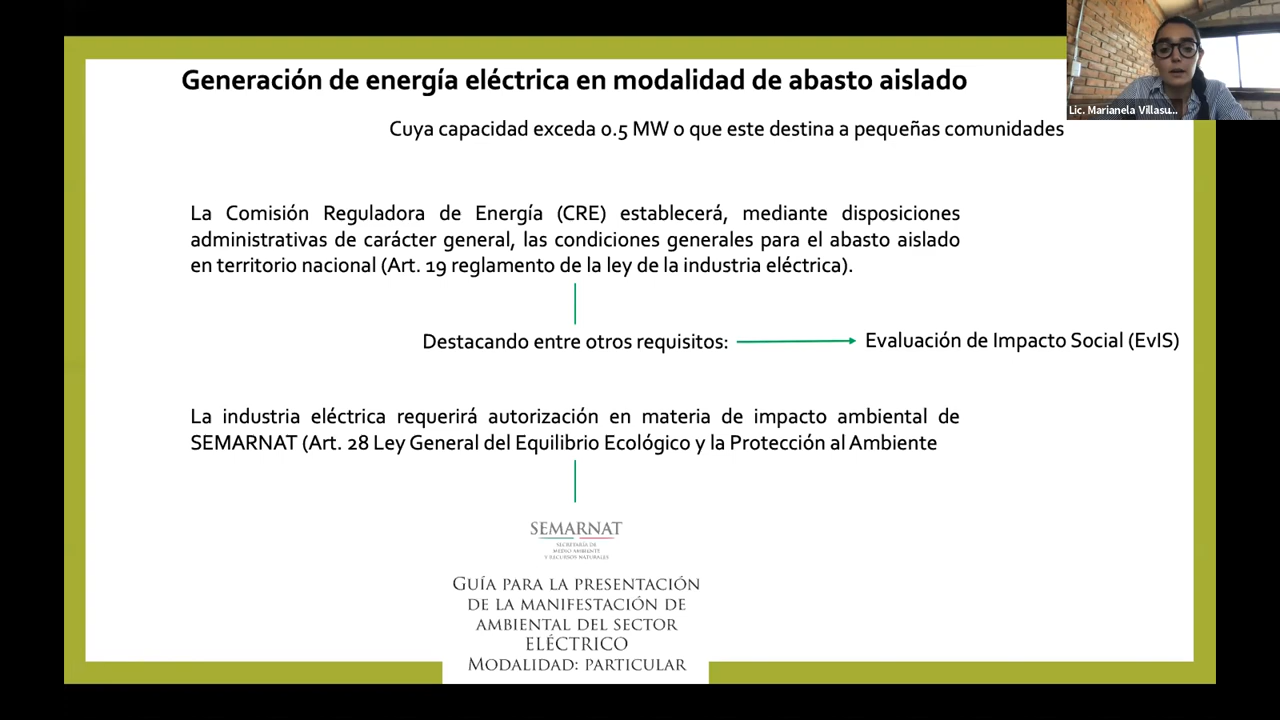 Generación de energía eléctrica en modalidad de abasto aislado
Lic. Marianela Villasu...
Cuya capacidad exceda 0.5 MW o que este destina a pequeñas comunidades
La Comisión Reguladora de Energía (CRE) establecerá, mediante disposiciones
administrativas de carácter general, las condiciones generales para el abasto aislado
en territorio nacional (Art. 19 reglamento de la ley de la industria eléctrica).
Destacando entre otros requisitos:
Evaluación de Impacto Social (EvIS)
La industria eléctrica requerirá autorización en materia de impacto ambiental de
SEMARNAT (Art. 28 Ley General del Equilibrio Ecológico y la Protección al Ambiente
SEMARNAT
SECRETARÍA DE
MEDIO AMBIENTE
Y RECURSOS NATURALES
GUÍA PARA LA PRESENTACIÓN
DE LA MANIFESTACIÓN DE
AMBIENTAL DEL SECTOR
ELÉCTRICO
MODALIDAD: PARTICULAR